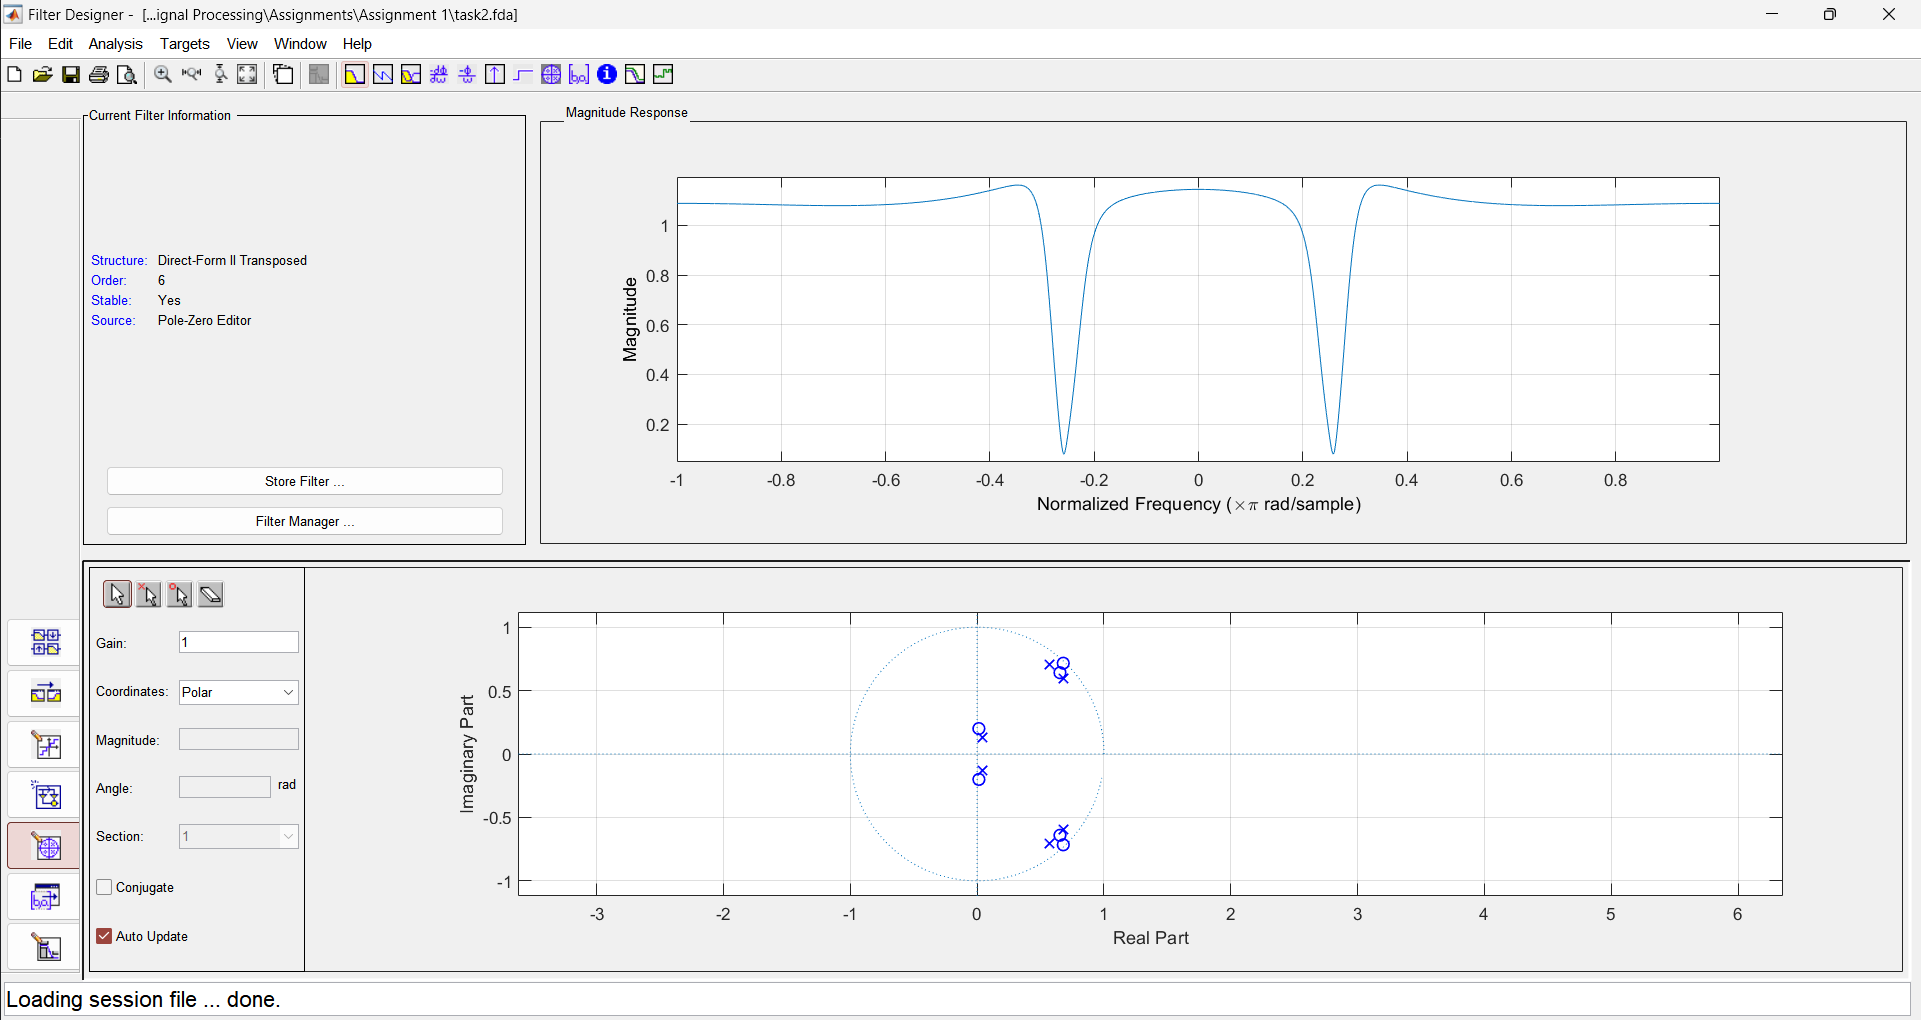 Filter Designer - [...ignal Processing\Assignments\Assignment 1\task2.fda]
File Edit Analysis Targets View Window Help
Current Filter Information
Structure: Direct-Form II Transposed
Order: 6
Stable: Yes
Source: Pole-Zero Editor
Store Filter ...
Filter Manager ...
Magnitude Response
Magnitude
1
0.8
0.6
0.4
0.2
-1 -0.8 -0.6 -0.4 -0.2 0 0.2 0.4 0.6 0.8
Normalized Frequency (×π rad/sample)
Gain: 1
Coordinates: Polar
Magnitude:
Angle: rad
Section: 1
Conjugate
Auto Update
Imaginary Part
1
0.5
0
-0.5
-1
-3 -2 -1 0 1 2 3 4 5 6
Real Part
Loading session file ... done.